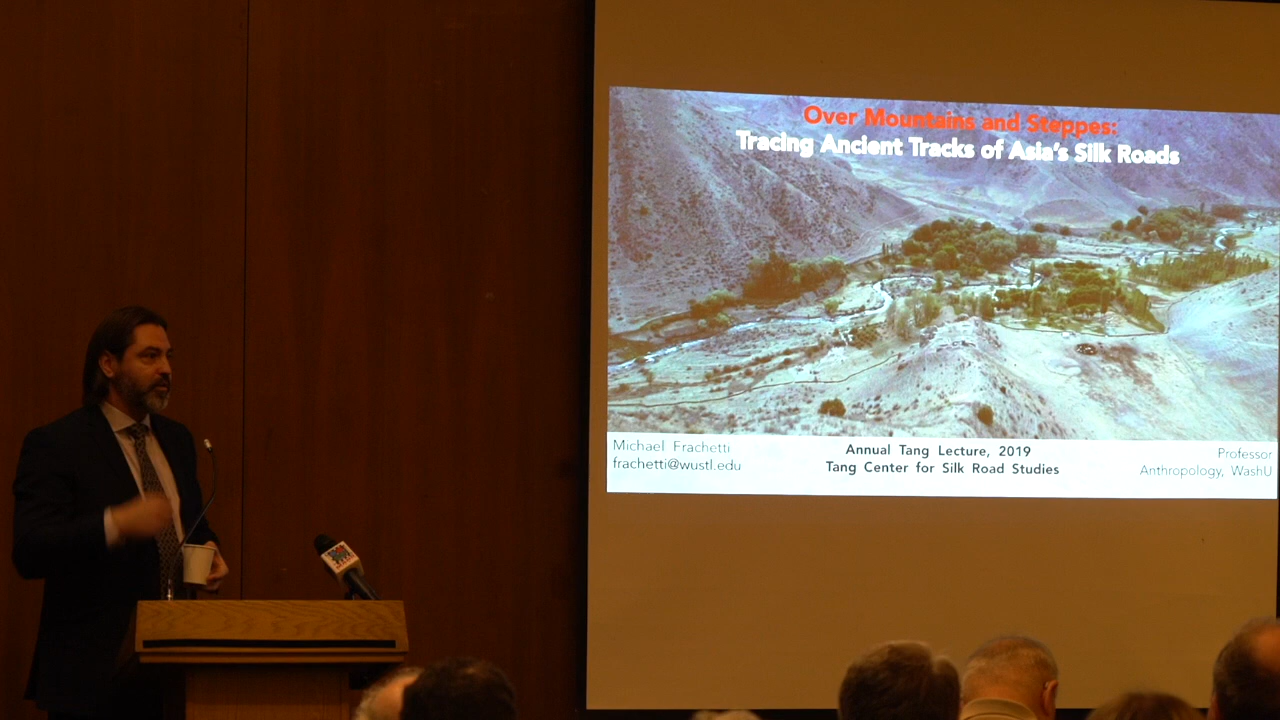 Over Mountains and Steppes:
Tracing Ancient Tracks of Asia's Silk Roads
Michael Frachetti
frachetti@wustl.edu
Annual Tang Lecture, 2019
Tang Center for Silk Road Studies
Professor
Anthropology, WashU